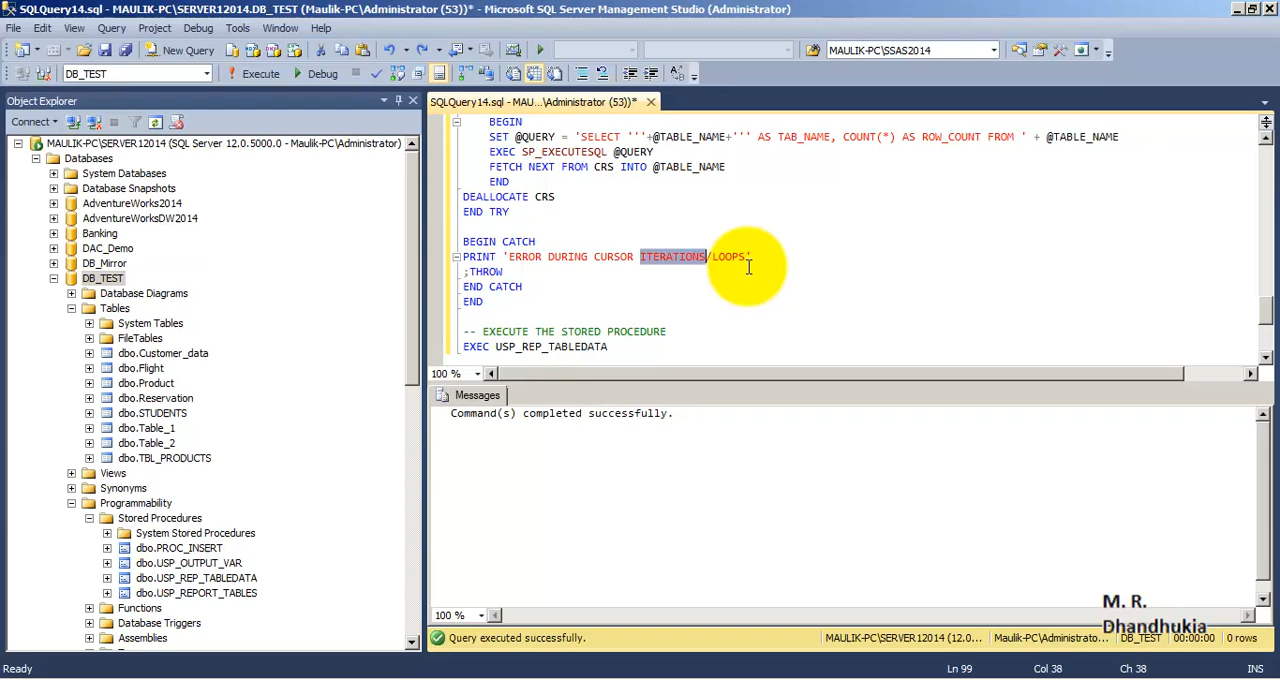 SQLQuery14.sql - MAULIK-PC\SERVER12014.DB_TEST (Maulik-PC\Administrator (53))* - Microsoft SQL Server Management Studio (Administrator)
File Edit View Query Project Debug Tools Window Help
New Query
MAULIK-PC\SSAS2014
DB_TEST
Execute Debug
Object Explorer
Connect
MAULIK-PC\SERVER12014 (SQL Server 12.0.5000.0 - Maulik-PC\Administrator)
Databases
System Databases
Database Snapshots
AdventureWorks2014
AdventureWorksDW2014
Banking
DAC_Demo
DB_Mirror
DB_TEST
Database Diagrams
Tables
System Tables
FileTables
dbo.Customer_data
dbo.Flight
dbo.Product
dbo.Reservation
dbo.STUDENTS
dbo.Table_1
dbo.Table_2
dbo.TBL_PRODUCTS
Views
Synonyms
Programmability
Stored Procedures
System Stored Procedures
dbo.PROC_INSERT
dbo.USP_OUTPUT_VAR
dbo.USP_REP_TABLEDATA
dbo.USP_REPORT_TABLES
Functions
Database Triggers
Assemblies
SQLQuery14.sql - MAU...\Administrator (53))*
BEGIN
SET @QUERY = 'SELECT '''+@TABLE_NAME+''' AS TAB_NAME, COUNT(*) AS ROW_COUNT FROM ' + @TABLE_NAME
EXEC SP_EXECUTESQL @QUERY
FETCH NEXT FROM CRS INTO @TABLE_NAME
END
DEALLOCATE CRS
END TRY
BEGIN CATCH
PRINT 'ERROR DURING CURSOR ITERATIONS/LOOPS'
;THROW
END CATCH
END
-- EXECUTE THE STORED PROCEDURE
EXEC USP_REP_TABLEDATA
100 %
Messages
Command(s) completed successfully.
100 %
M. R.
Dhandhukia
Query executed successfully. MAULIK-PC\SERVER12014 (12.0... Maulik-PC\Administrato... DB_TEST 00:00:00 0 rows
Ready Ln 99 Col 38 Ch 38 INS